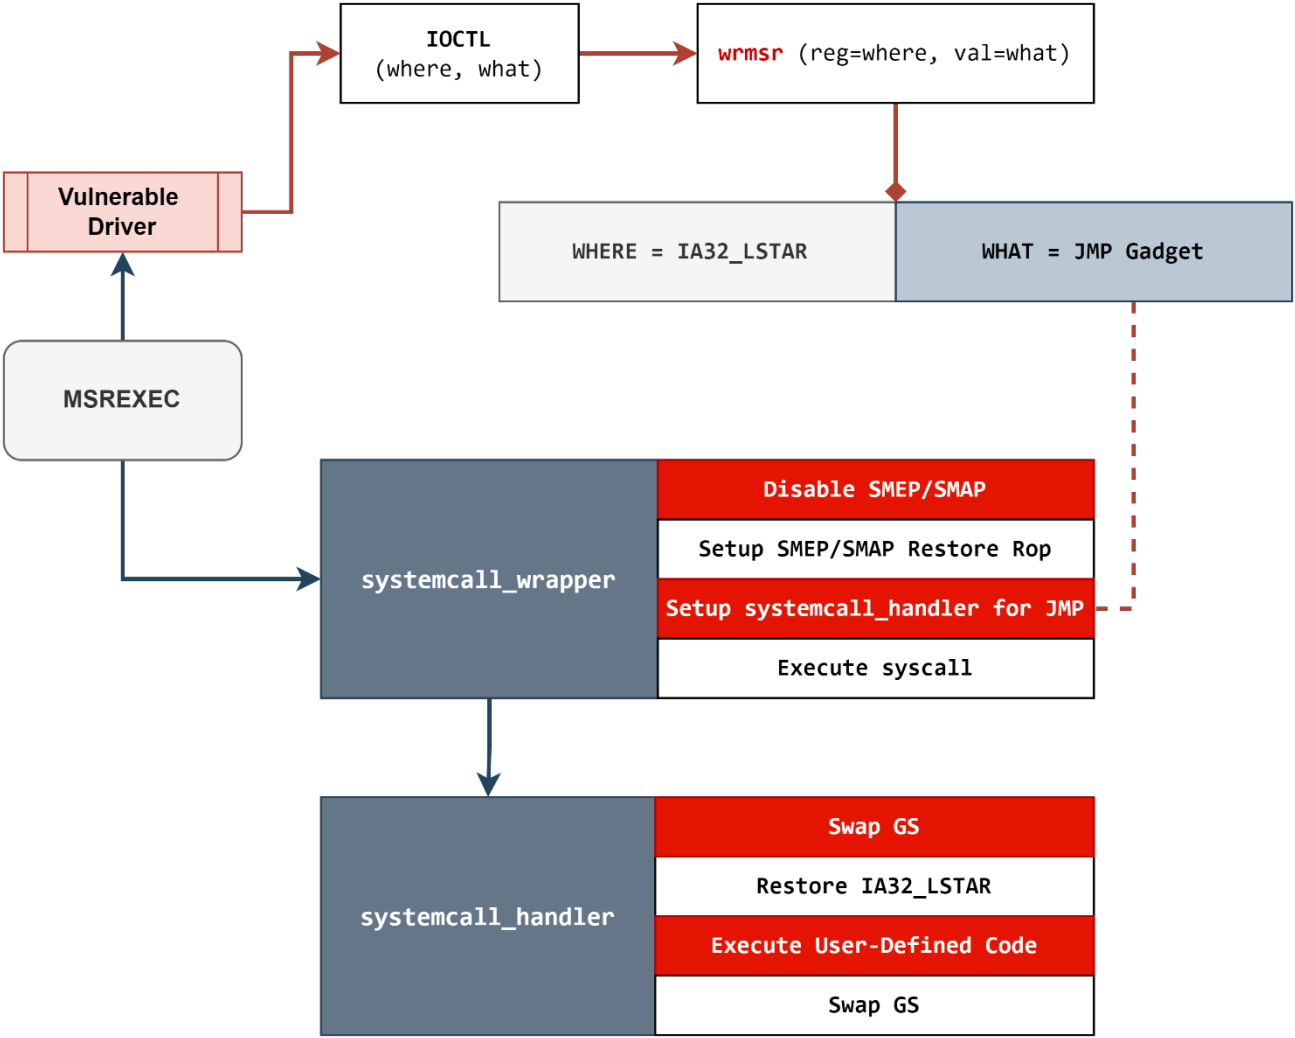 IOCTL
(where, what)
wrmsr (reg=where, val=what)
Vulnerable
Driver
WHERE = IA32_LSTAR
WHAT = JMP Gadget
MSREXEC
systemcall_wrapper
Disable SMEP/SMAP
Setup SMEP/SMAP Restore Rop
Setup systemcall_handler for JMP
Execute syscall
systemcall_handler
Swap GS
Restore IA32_LSTAR
Execute User-Defined Code
Swap GS